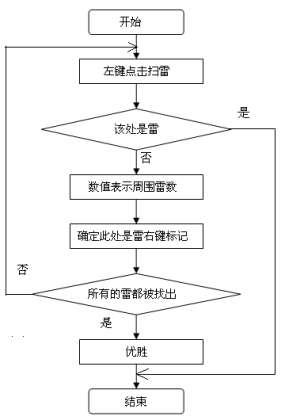 开始
左键点击扫雷
该处是雷
是
否
数值表示周围雷数
确定此处是雷右键标记
所有的雷都被找出
否
是
优胜
结束